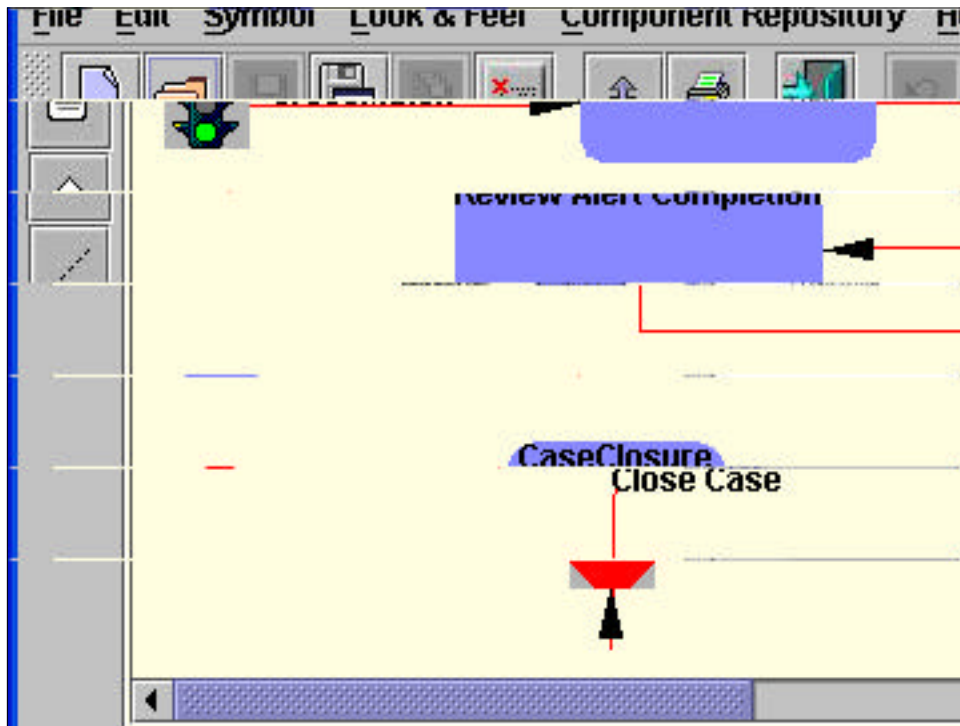 File Edit Symbol Look & Feel Component Repository
Review Alert Completion
CaseClosure
Close Case